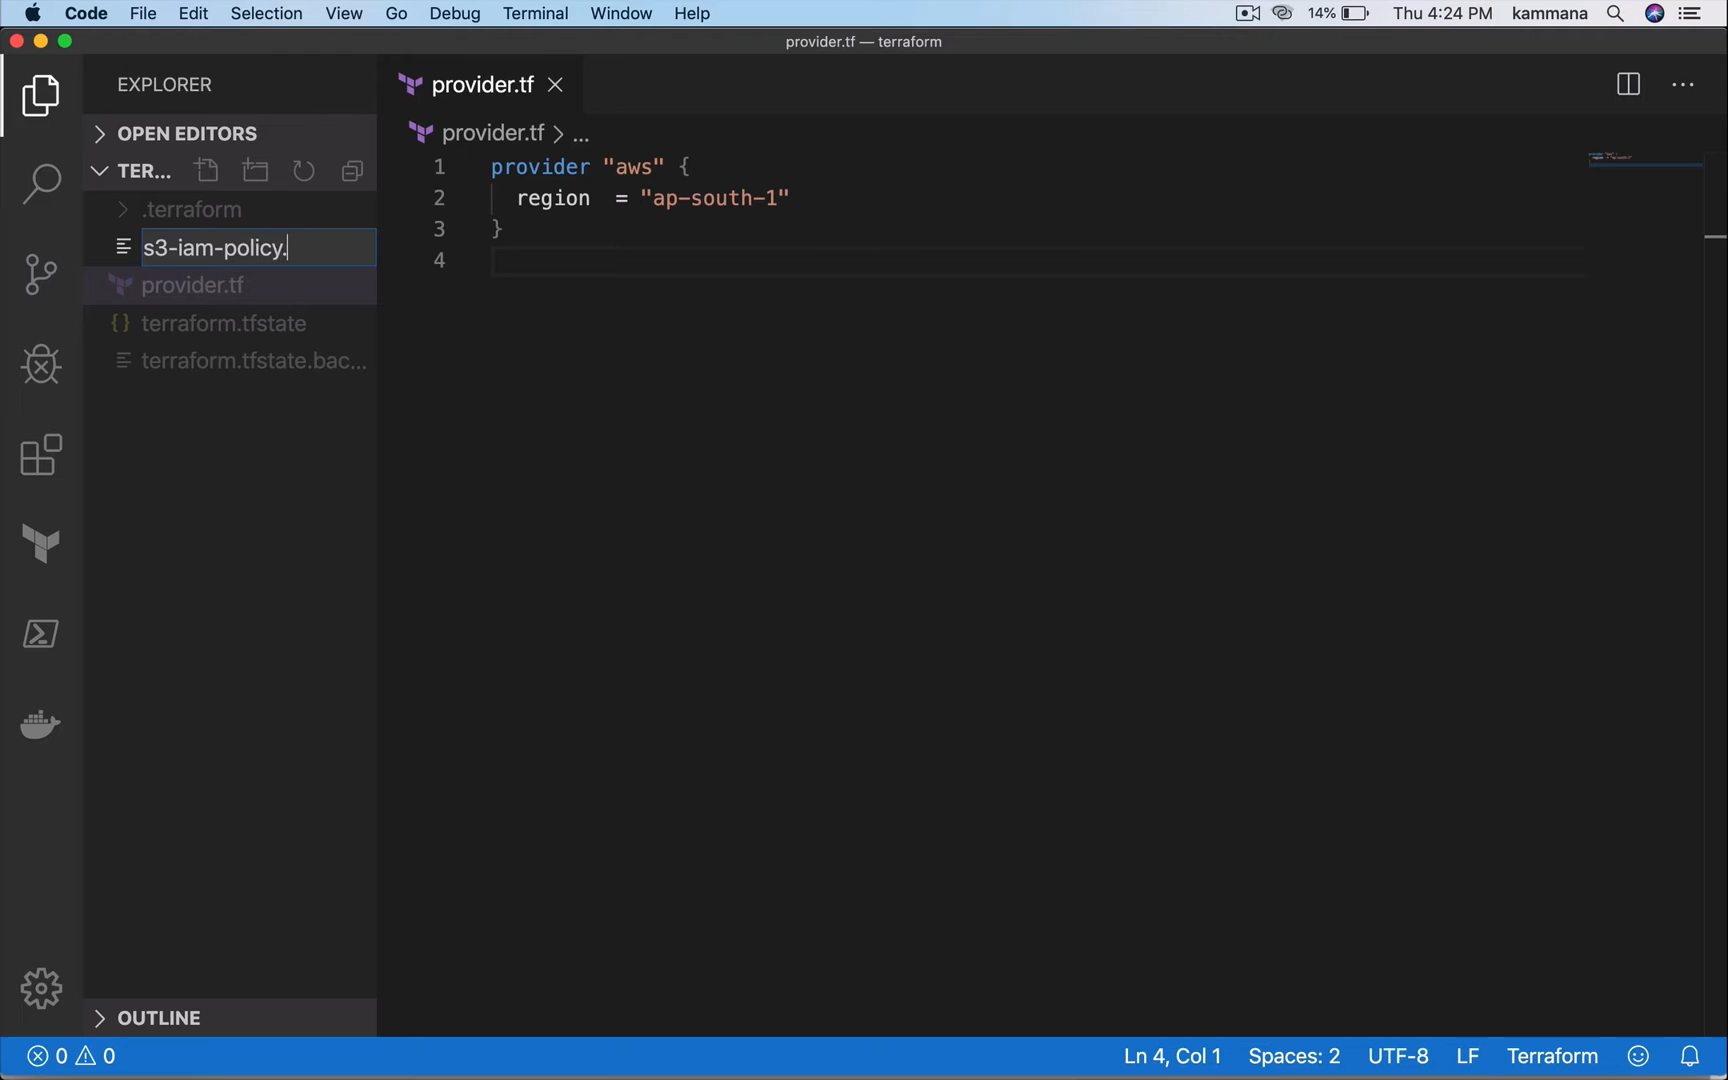 Code File Edit Selection View Go Debug Terminal Window Help 14% Thu 4:24 PM kammana
provider.tf — terraform
EXPLORER
OPEN EDITORS
TER...
.terraform
s3-iam-policy.
provider.tf
terraform.tfstate
terraform.tfstate.bac...
OUTLINE
provider.tf
provider.tf > ...
1 provider "aws" {
2 region = "ap-south-1"
3 }
4
0 0 Ln 4, Col 1 Spaces: 2 UTF-8 LF Terraform